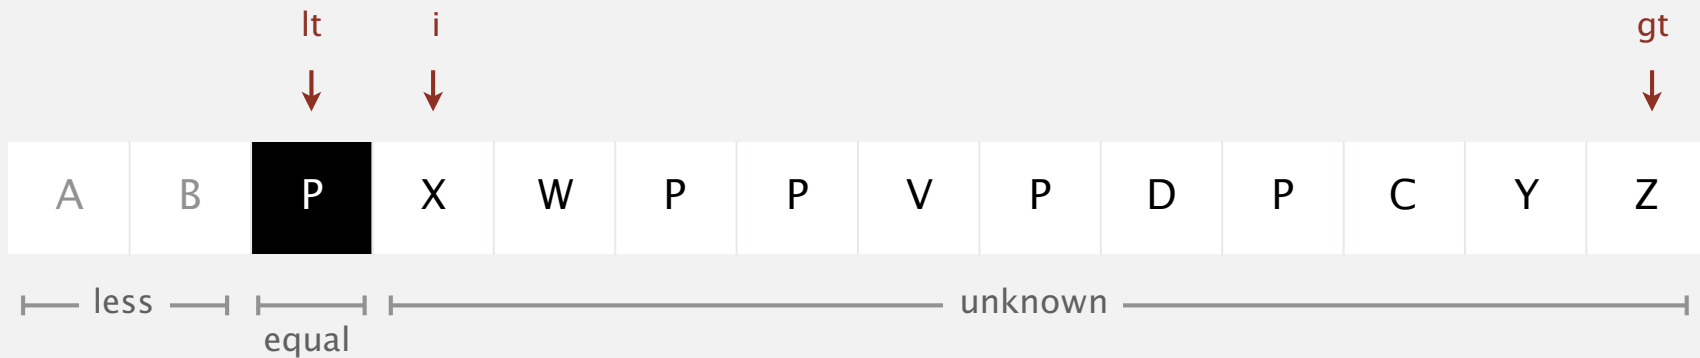 lt i gt
A B P X W P P V P D P C Y Z
less unknown
equal